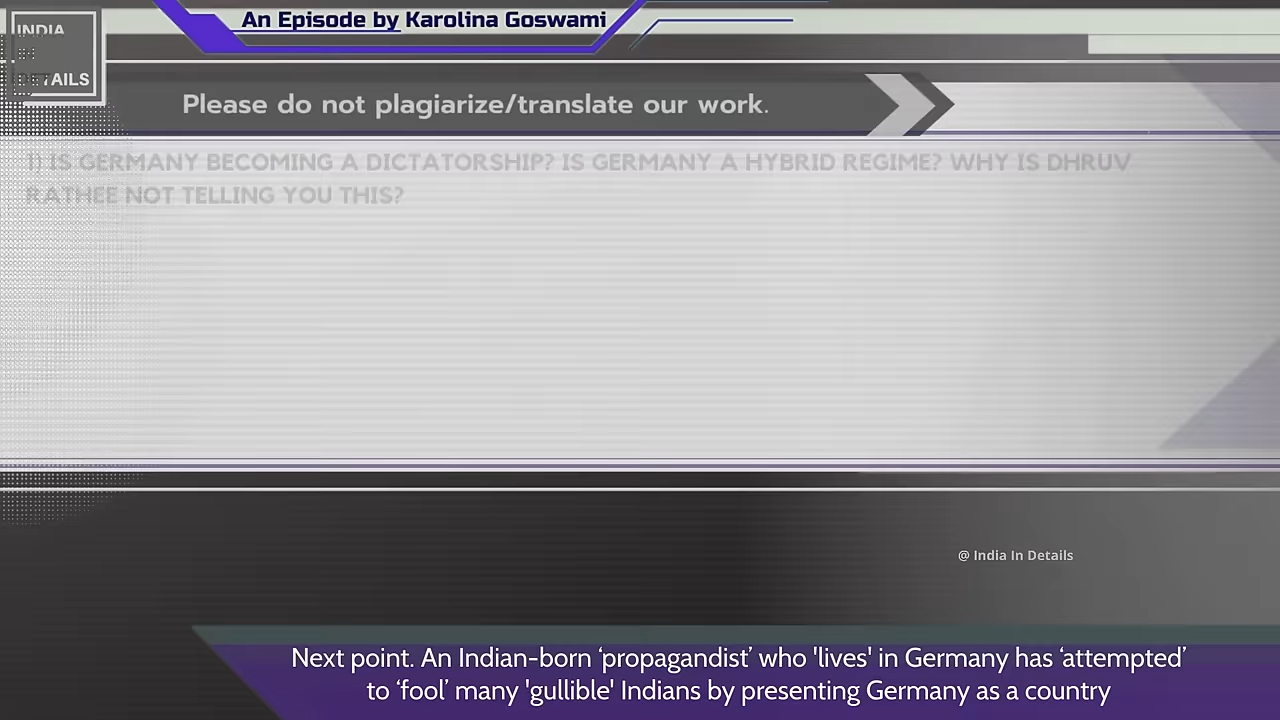 An Episode by Karolina Goswami
INDIA
IN
DETAILS
Please do not plagiarize/translate our work.
1) IS GERMANY BECOMING A DICTATORSHIP? IS GERMANY A HYBRID REGIME? WHY IS DHRUV
RATHEE NOT TELLING YOU THIS?
@ India In Details
Next point. An Indian-born ‘propagandist’ who 'lives' in Germany has ‘attempted’
to ‘fool’ many 'gullible' Indians by presenting Germany as a country